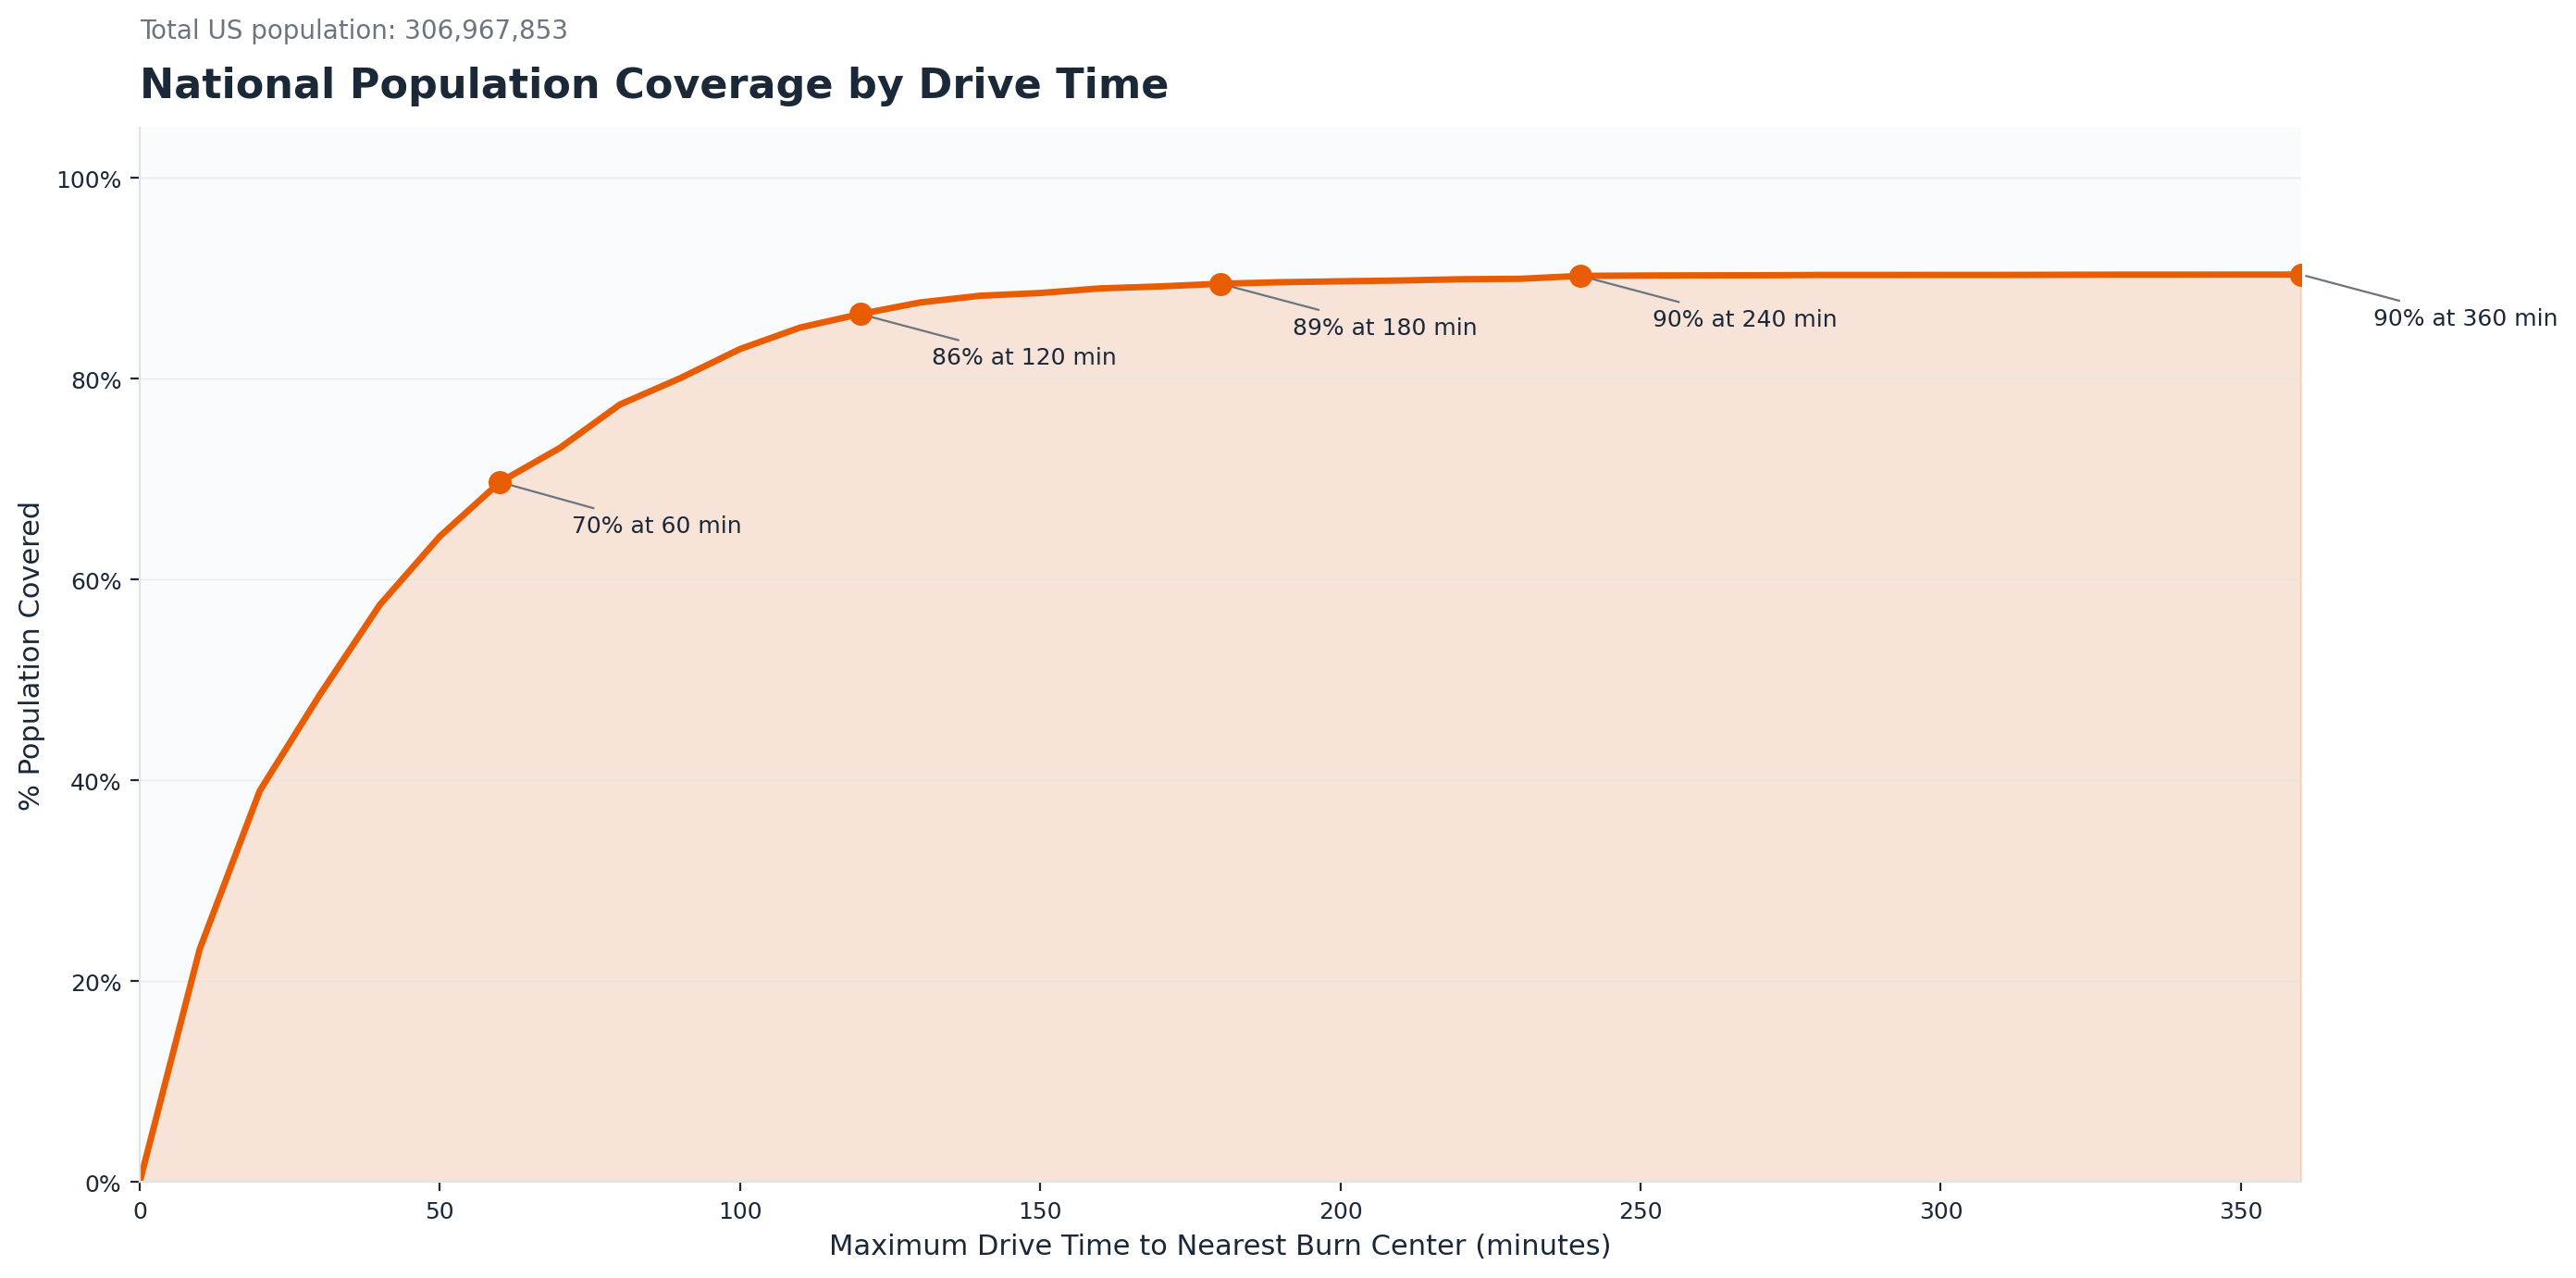 Total US population: 306,967,853
National Population Coverage by Drive Time
% Population Covered
100%
80%
60%
40%
20%
0%
70% at 60 min
86% at 120 min
89% at 180 min
90% at 240 min
90% at 360 min
0
50
100
150
200
250
300
350
Maximum Drive Time to Nearest Burn Center (minutes)